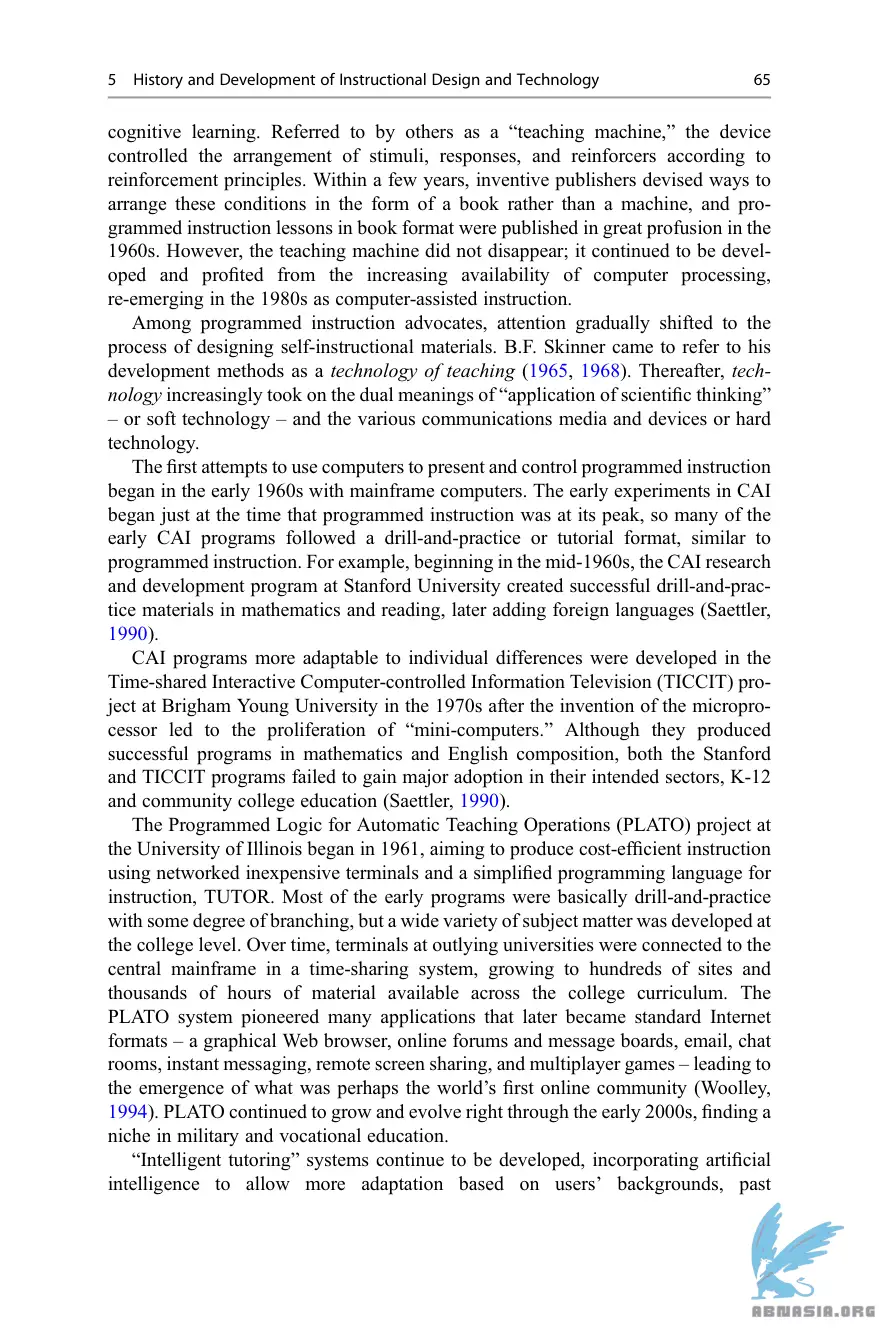 5 History and Development of Instructional Design and Technology 65
cognitive learning. Referred to by others as a “teaching machine,” the device
controlled the arrangement of stimuli, responses, and reinforcers according to
reinforcement principles. Within a few years, inventive publishers devised ways to
arrange these conditions in the form of a book rather than a machine, and pro-
grammed instruction lessons in book format were published in great profusion in the
1960s. However, the teaching machine did not disappear; it continued to be devel-
oped and profited from the increasing availability of computer processing,
re-emerging in the 1980s as computer-assisted instruction.
Among programmed instruction advocates, attention gradually shifted to the
process of designing self-instructional materials. B.F. Skinner came to refer to his
development methods as a technology of teaching (1965, 1968). Thereafter, tech-
nology increasingly took on the dual meanings of “application of scientific thinking”
– or soft technology – and the various communications media and devices or hard
technology.
The first attempts to use computers to present and control programmed instruction
began in the early 1960s with mainframe computers. The early experiments in CAI
began just at the time that programmed instruction was at its peak, so many of the
early CAI programs followed a drill-and-practice or tutorial format, similar to
programmed instruction. For example, beginning in the mid-1960s, the CAI research
and development program at Stanford University created successful drill-and-prac-
tice materials in mathematics and reading, later adding foreign languages (Saettler,
1990).
CAI programs more adaptable to individual differences were developed in the
Time-shared Interactive Computer-controlled Information Television (TICCIT) pro-
ject at Brigham Young University in the 1970s after the invention of the micropro-
cessor led to the proliferation of “mini-computers.” Although they produced
successful programs in mathematics and English composition, both the Stanford
and TICCIT programs failed to gain major adoption in their intended sectors, K-12
and community college education (Saettler, 1990).
The Programmed Logic for Automatic Teaching Operations (PLATO) project at
the University of Illinois began in 1961, aiming to produce cost-efficient instruction
using networked inexpensive terminals and a simplified programming language for
instruction, TUTOR. Most of the early programs were basically drill-and-practice
with some degree of branching, but a wide variety of subject matter was developed at
the college level. Over time, terminals at outlying universities were connected to the
central mainframe in a time-sharing system, growing to hundreds of sites and
thousands of hours of material available across the college curriculum. The
PLATO system pioneered many applications that later became standard Internet
formats – a graphical Web browser, online forums and message boards, email, chat
rooms, instant messaging, remote screen sharing, and multiplayer games – leading to
the emergence of what was perhaps the world’s first online community (Woolley,
1994). PLATO continued to grow and evolve right through the early 2000s, finding a
niche in military and vocational education.
“Intelligent tutoring” systems continue to be developed, incorporating artificial
intelligence to allow more adaptation based on users’ backgrounds, past
ABNASIA.ORG